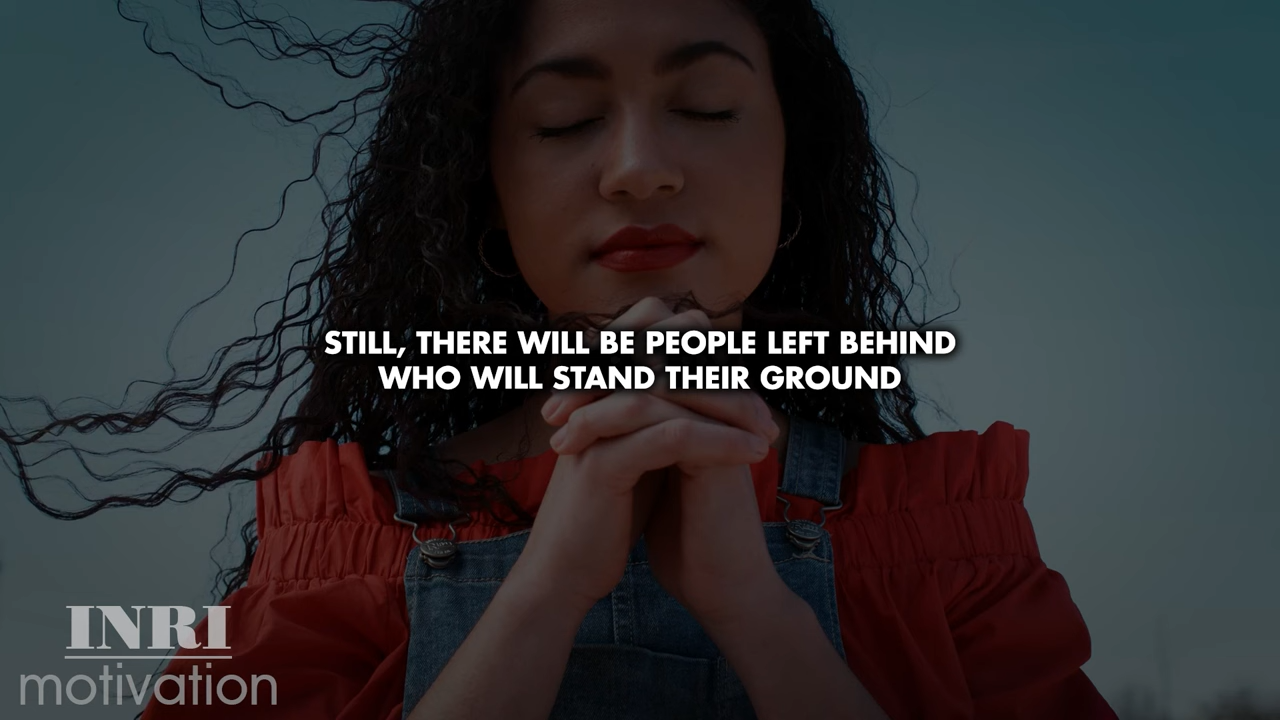 STILL, THERE WILL BE PEOPLE LEFT BEHIND
WHO WILL STAND THEIR GROUND
INRI
motivation